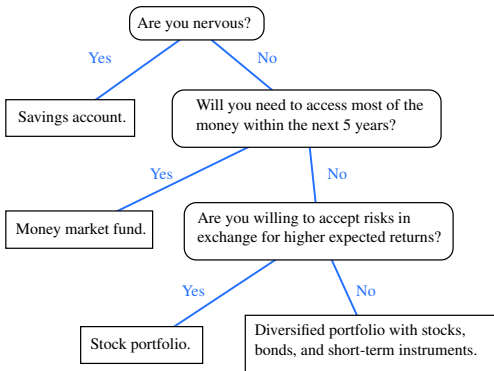 Are you nervous?
Yes
No
Savings account.
Will you need to access most of the
money within the next 5 years?
Yes
No
Money market fund.
Are you willing to accept risks in
exchange for higher expected returns?
Yes
No
Stock portfolio.
Diversified portfolio with stocks,
bonds, and short-term instruments.